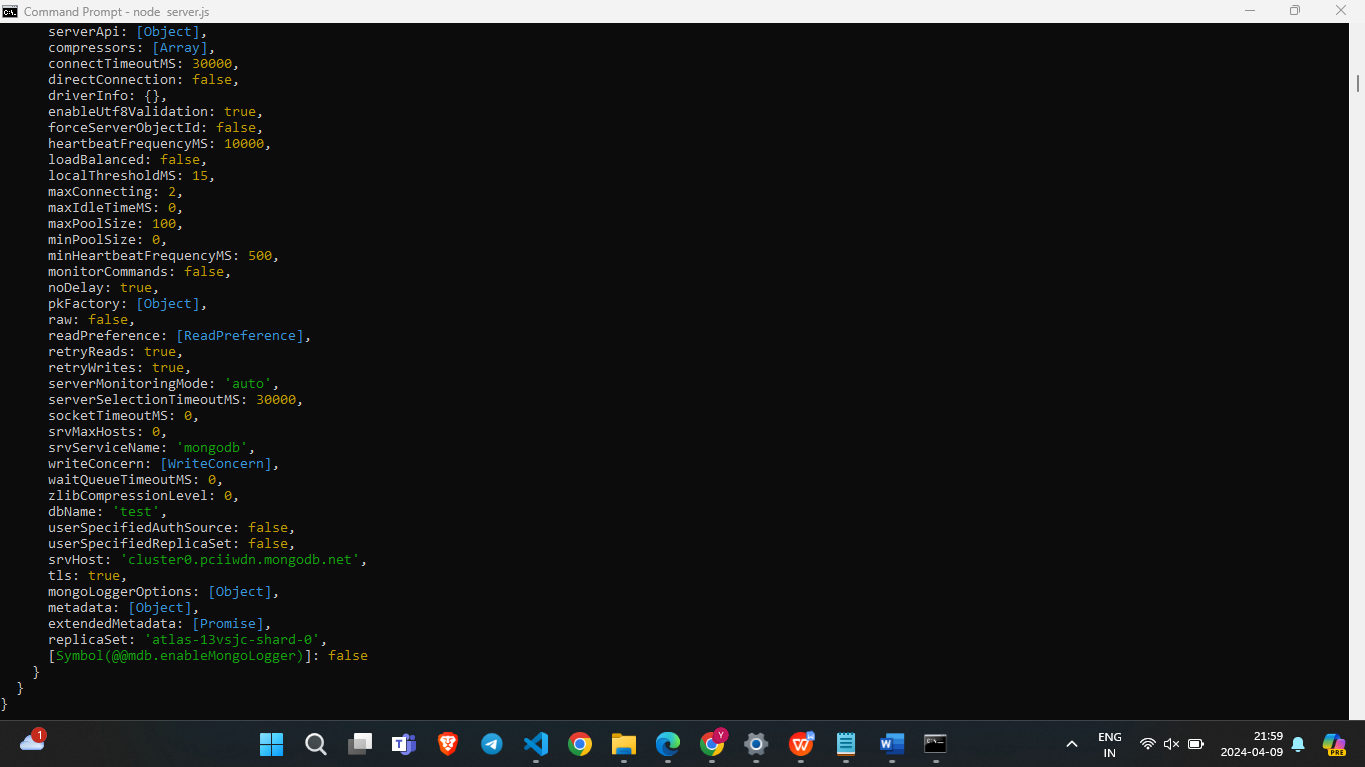 Command Prompt - node  server.js
serverApi: [Object],
compressors: [Array],
connectTimeoutMS: 30000,
directConnection: false,
driverInfo: {},
enableUtf8Validation: true,
forceServerObjectId: false,
heartbeatFrequencyMS: 10000,
loadBalanced: false,
localThresholdMS: 15,
maxConnecting: 2,
maxIdleTimeMS: 0,
maxPoolSize: 100,
minPoolSize: 0,
minHeartbeatFrequencyMS: 500,
monitorCommands: false,
noDelay: true,
pkFactory: [Object],
raw: false,
readPreference: [ReadPreference],
retryReads: true,
retryWrites: true,
serverMonitoringMode: 'auto',
serverSelectionTimeoutMS: 30000,
socketTimeoutMS: 0,
srvMaxHosts: 0,
srvServiceName: 'mongodb',
writeConcern: [WriteConcern],
waitQueueTimeoutMS: 0,
zlibCompressionLevel: 0,
dbName: 'test',
userSpecifiedAuthSource: false,
userSpecifiedReplicaSet: false,
srvHost: 'cluster0.pciiwdn.mongodb.net',
tls: true,
mongoLoggerOptions: [Object],
metadata: [Object],
extendedMetadata: [Promise],
replicaSet: 'atlas-13vsjc-shard-0',
[Symbol(@@mdb.enableMongoLogger)]: false
}
}
}
1
Y
W
ENG
IN
21:59
2024-04-09
PRE